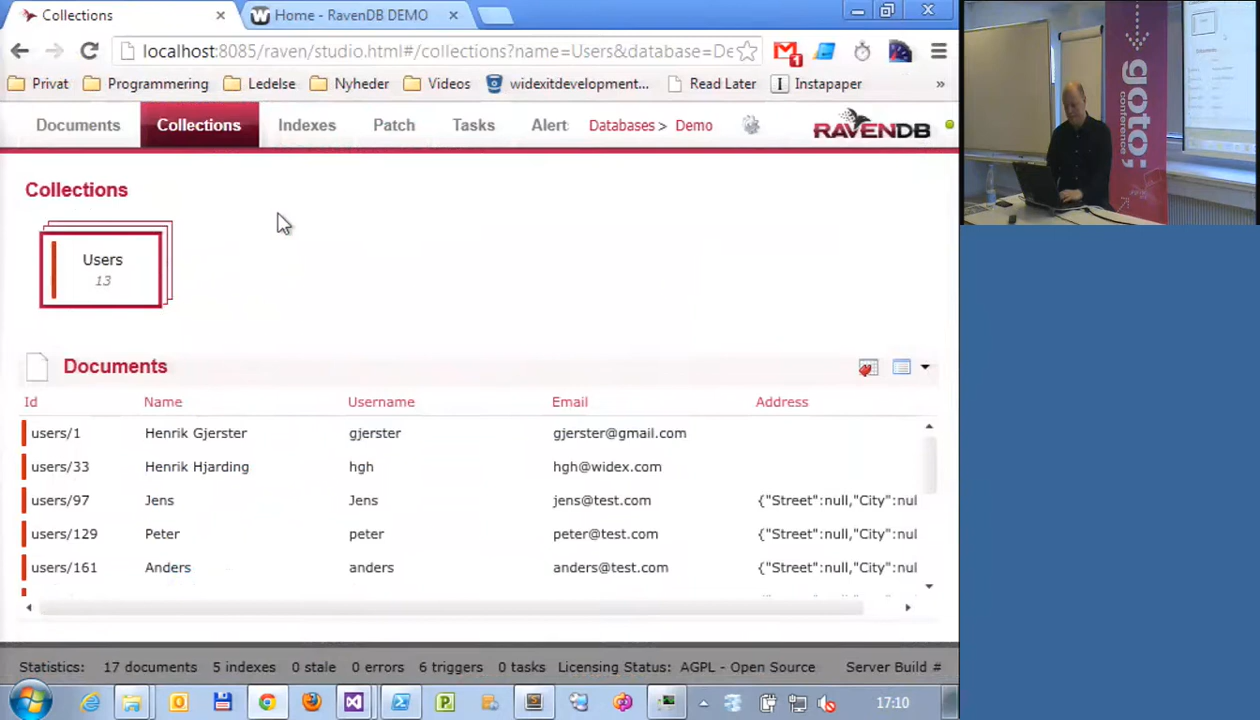 Collections
Home - RavenDB DEMO
localhost:8085/raven/studio.html#/collections?name=Users&database=De
1
Privat
Programmering
Ledelse
Nyheder
Videos
widexitdevelopment...
Read Later
I Instapaper
»
Documents
Collections
Indexes
Patch
Tasks
Alert
Databases > Demo
RAVENDB
Collections
Users
13
Documents
Id Name Username Email Address
users/1 Henrik Gjerster gjerster gjerster@gmail.com
users/33 Henrik Hjarding hgh hgh@widex.com
users/97 Jens Jens jens@test.com {"Street":null,"City":nul
users/129 Peter peter peter@test.com {"Street":null,"City":nul
users/161 Anders anders anders@test.com {"Street":null,"City":nul
Statistics: 17 documents 5 indexes 0 stale 0 errors 6 triggers 0 tasks Licensing Status: AGPL - Open Source Server Build #
17:10
goto;
conference